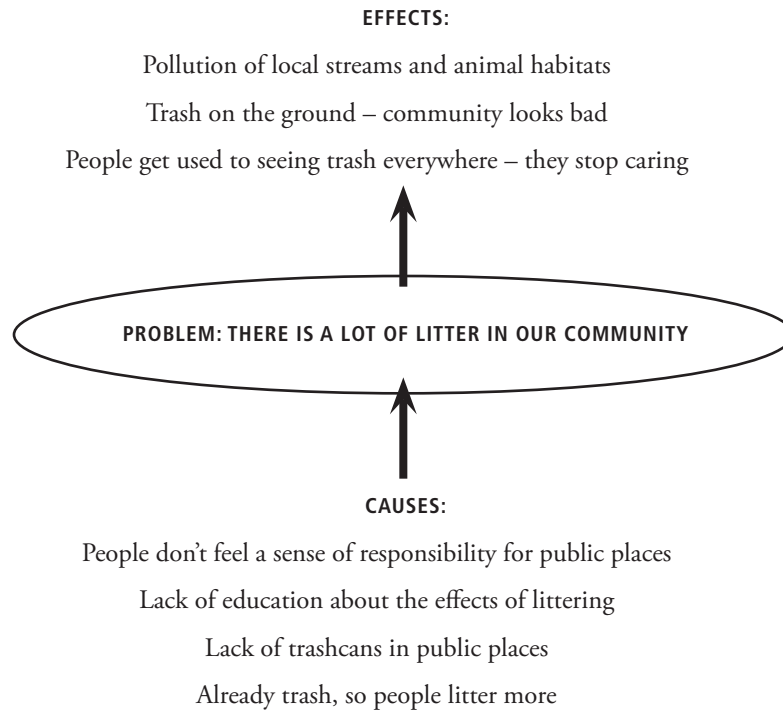 EFFECTS:
Pollution of local streams and animal habitats
Trash on the ground – community looks bad
People get used to seeing trash everywhere – they stop caring
PROBLEM: THERE IS A LOT OF LITTER IN OUR COMMUNITY
CAUSES:
People don’t feel a sense of responsibility for public places
Lack of education about the effects of littering
Lack of trashcans in public places
Already trash, so people litter more